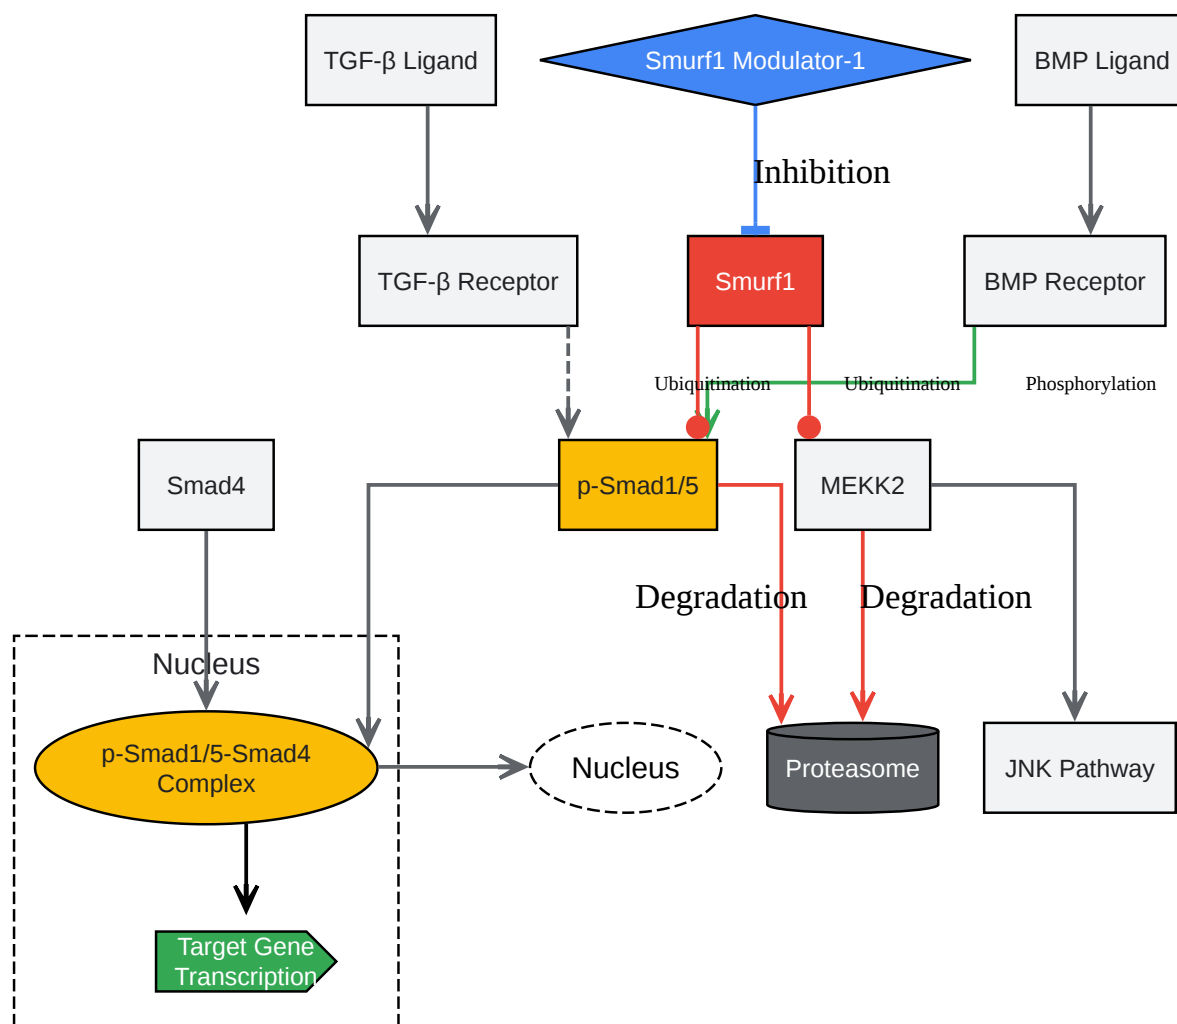 TGF-β Ligand
Smurf1 Modulator-1
BMP Ligand
Inhibition
TGF-β Receptor
Smurf1
BMP Receptor
Ubiquitination
Ubiquitination
Phosphorylation
Smad4
p-Smad1/5
MEKK2
Degradation
Degradation
Nucleus
p-Smad1/5-Smad4
Complex
Nucleus
Proteasome
JNK Pathway
Target Gene
Transcription